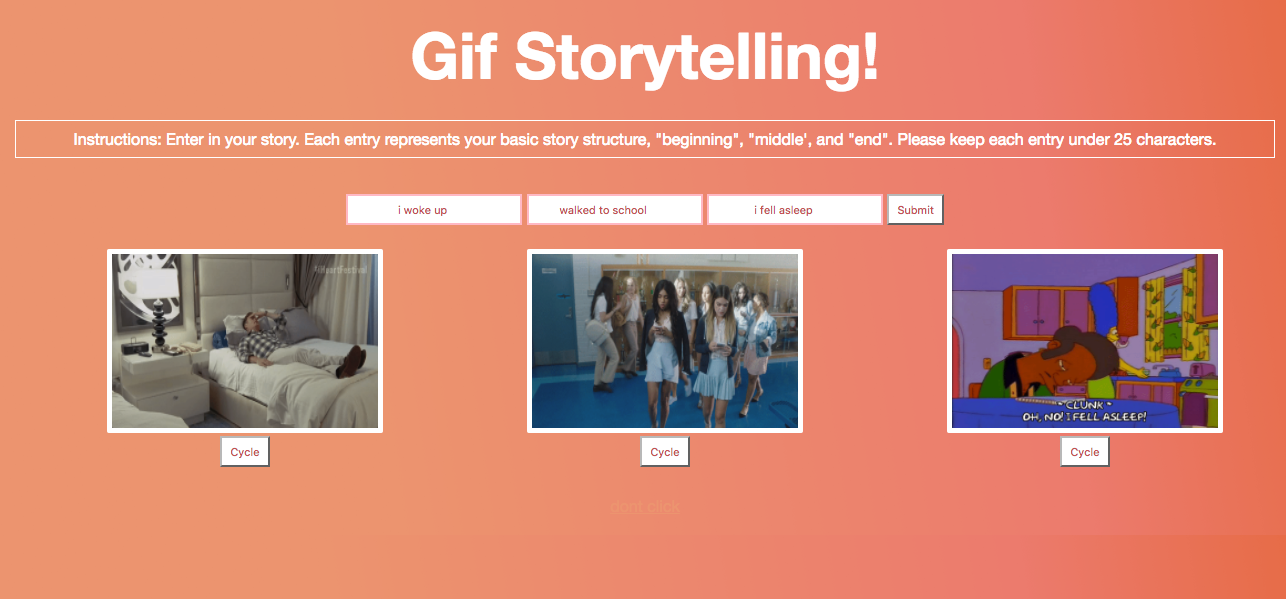 Gif Storytelling!
Instructions: Enter in your story. Each entry represents your basic story structure, "beginning", "middle', and "end". Please keep each entry under 25 characters.
i woke up walked to school i fell asleep Submit
#iHeartFestival
* CLUNK *
OH, NO! I FELL ASLEEP!
Cycle Cycle Cycle
dont click